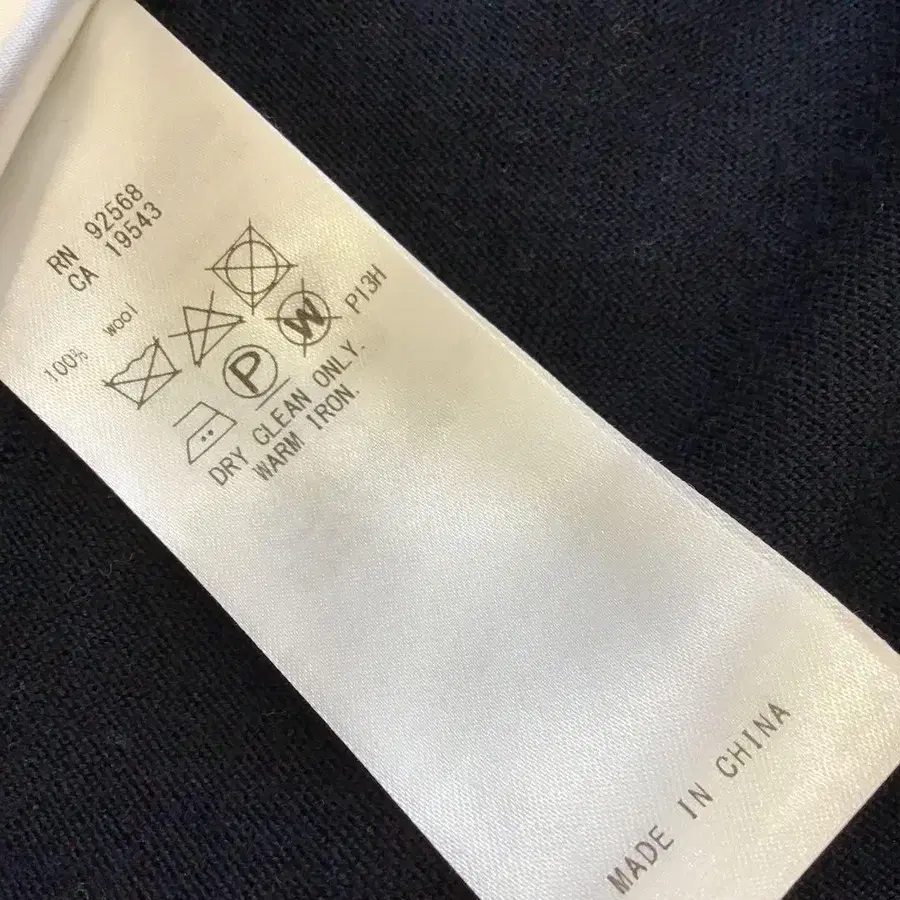 RN 92568
CA 19543
100% wool
P W P13H
DRY CLEAN ONLY.
WARM IRON.
MADE IN CHINA